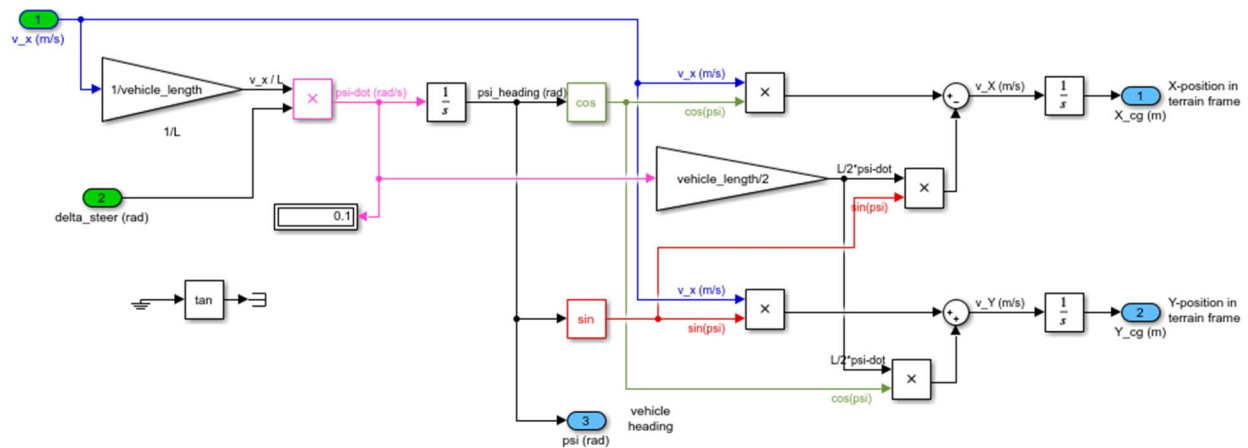 1
v_x (m/s)
1/vehicle_length
1/L
v_x / L
×
psi-dot (rad/s)
1
s
psi_heading (rad)
cos
cos(psi)
v_x (m/s)
×
+
−
v_X (m/s)
1
s
1
X_cg (m)
X-position in
terrain frame
2
delta_steer (rad)
0.1
vehicle_length/2
L/2*psi-dot
sin(psi)
×
tan
sin
sin(psi)
v_x (m/s)
×
+
+
v_Y (m/s)
1
s
2
Y_cg (m)
Y-position in
terrain frame
L/2*psi-dot
cos(psi)
×
3
psi (rad)
vehicle
heading